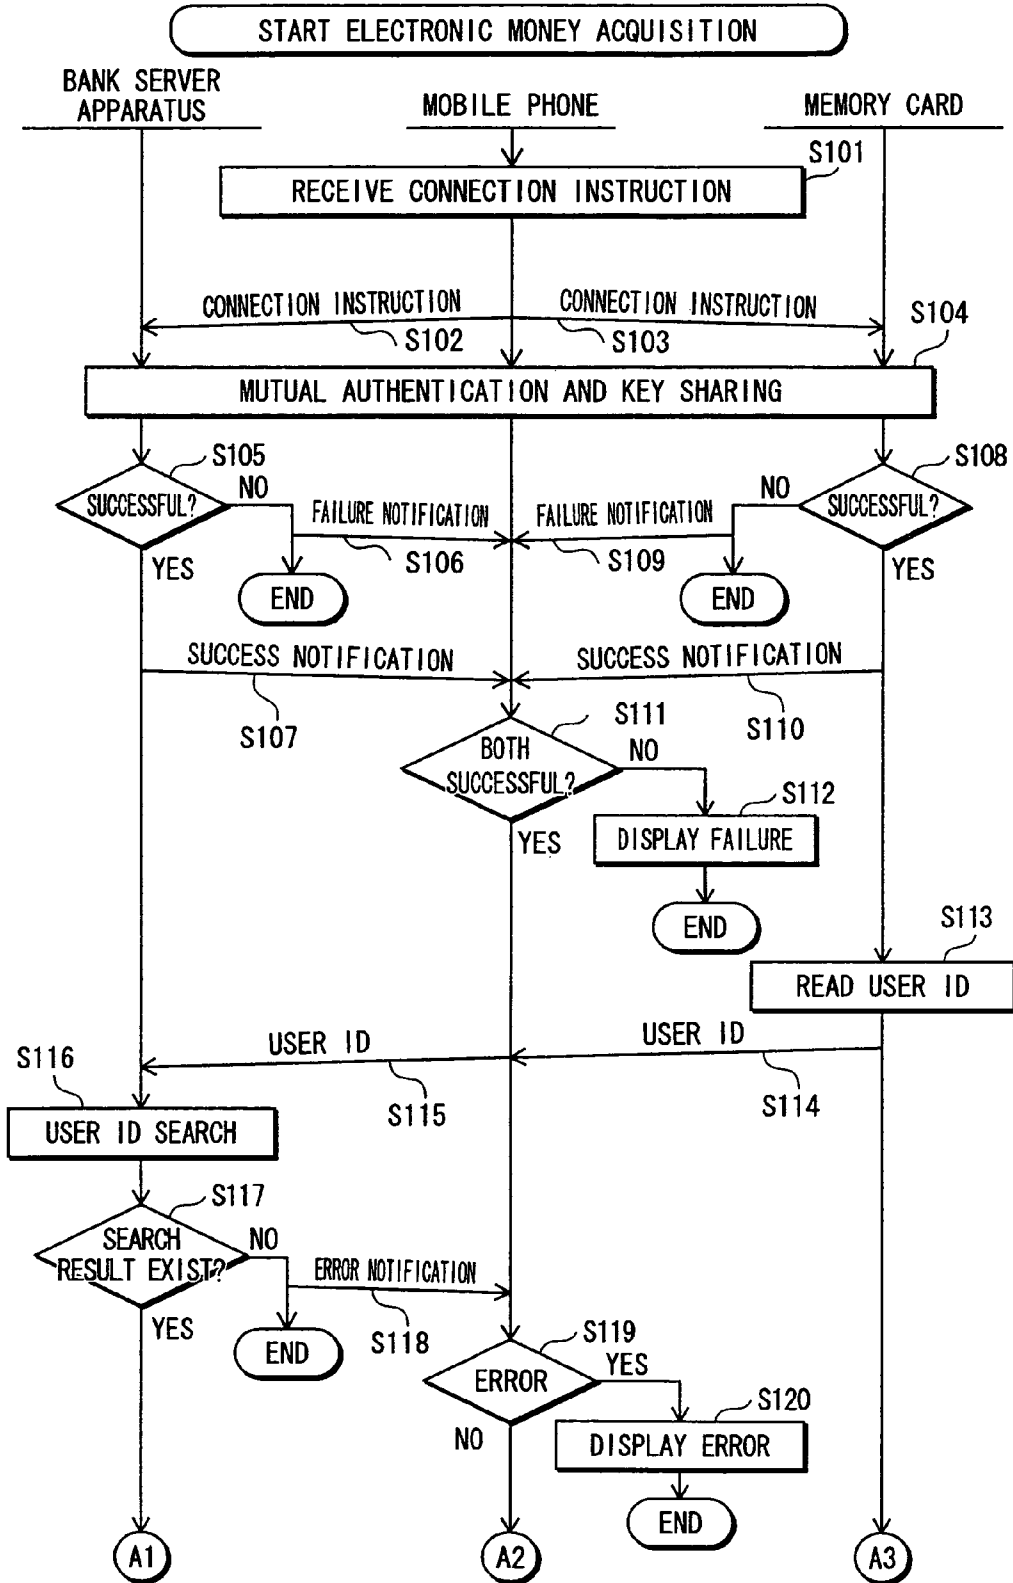 START ELECTRONIC MONEY ACQUISITION
BANK SERVER
APPARATUS
MOBILE PHONE
MEMORY CARD
S101
RECEIVE CONNECTION INSTRUCTION
CONNECTION INSTRUCTION
CONNECTION INSTRUCTION
S102
S103
S104
MUTUAL AUTHENTICATION AND KEY SHARING
S105
S108
SUCCESSFUL?
NO
NO
SUCCESSFUL?
FAILURE NOTIFICATION
FAILURE NOTIFICATION
S106
S109
YES
YES
END
END
SUCCESS NOTIFICATION
SUCCESS NOTIFICATION
S107
S110
S111
BOTH
SUCCESSFUL?
NO
S112
YES
DISPLAY FAILURE
END
S113
READ USER ID
USER ID
USER ID
S116
S115
S114
USER ID SEARCH
S117
SEARCH
RESULT EXIST?
NO
ERROR NOTIFICATION
S118
YES
END
S119
ERROR
YES
S120
NO
DISPLAY ERROR
END
A1
A2
A3